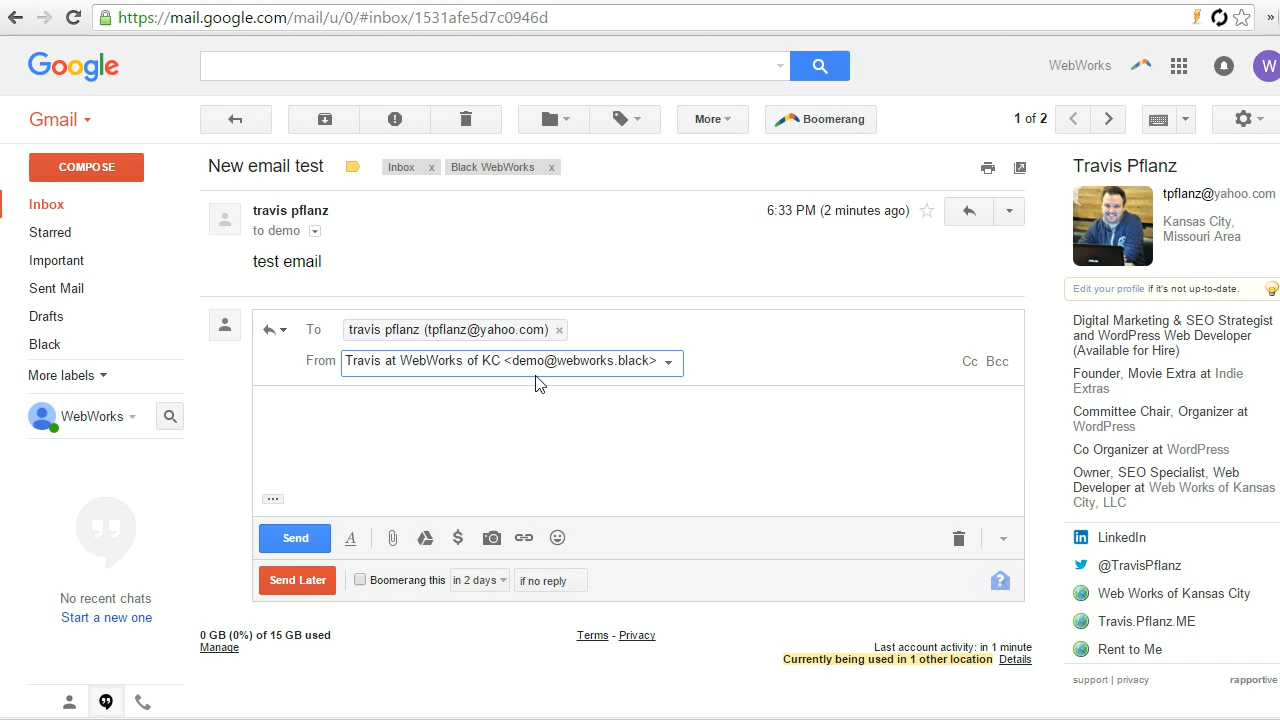 https://mail.google.com/mail/u/0/#inbox/1531afe5d7c0946d
»
Google
WebWorks
W
Gmail
More
Boomerang
1 of 2
COMPOSE
New email test
Inbox x
Black WebWorks x
Travis Pflanz
Inbox
Starred
Important
Sent Mail
Drafts
Black
More labels
WebWorks
No recent chats
Start a new one
travis pflanz
6:33 PM (2 minutes ago)
to demo
test email
To travis pflanz (tpflanz@yahoo.com) x
From Travis at WebWorks of KC <demo@webworks.black>
Cc Bcc
...
Send
A
$
Send Later
Boomerang this
in 2 days
if no reply
?
0 GB (0%) of 15 GB used
Manage
Terms - Privacy
Last account activity: in 1 minute
Currently being used in 1 other location Details
tpflanz@yahoo.com
Kansas City,
Missouri Area
Edit your profile if it's not up-to-date.
Digital Marketing & SEO Strategist
and WordPress Web Developer
(Available for Hire)
Founder, Movie Extra at Indie
Extras
Committee Chair, Organizer at
WordPress
Co Organizer at WordPress
Owner, SEO Specialist, Web
Developer at Web Works of Kansas
City, LLC
in LinkedIn
@TravisPflanz
Web Works of Kansas City
Travis.Pflanz.ME
Rent to Me
support | privacy
rapportive